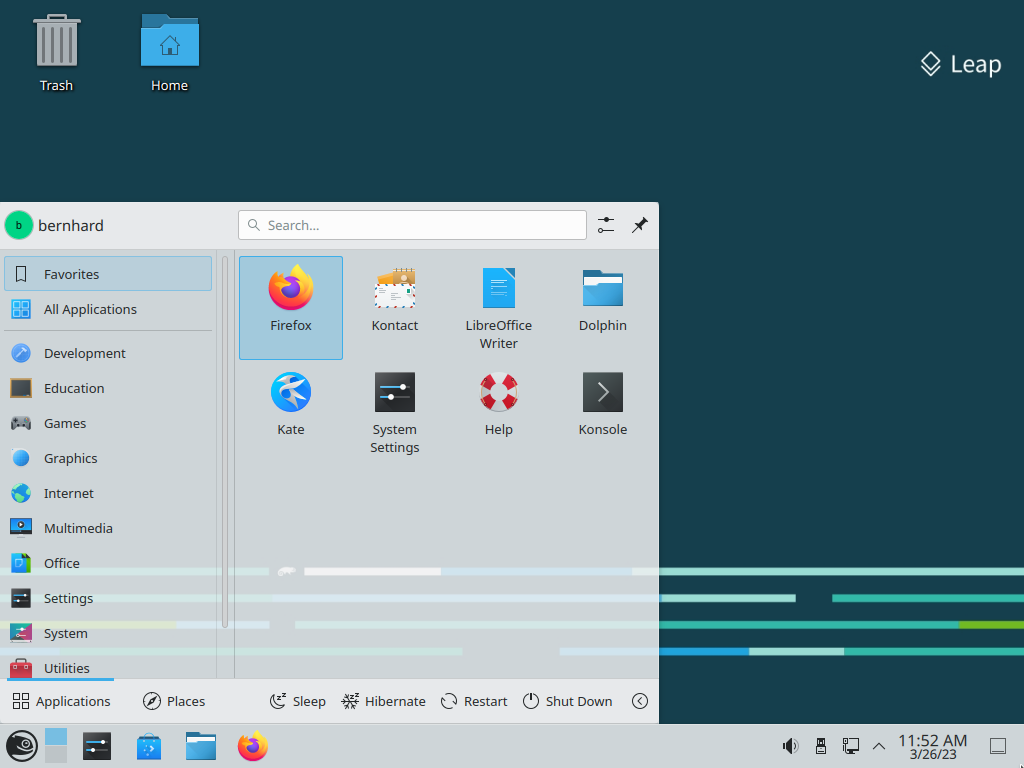 Trash
Home
Leap
b
bernhard
Search...
Favorites
All Applications
Development
Education
Games
Graphics
Internet
Multimedia
Office
Settings
System
Utilities
Firefox
Kontact
LibreOffice
Writer
Dolphin
Kate
System
Settings
Help
Konsole
Applications
Places
Sleep
Hibernate
Restart
Shut Down
11:52 AM
3/26/23